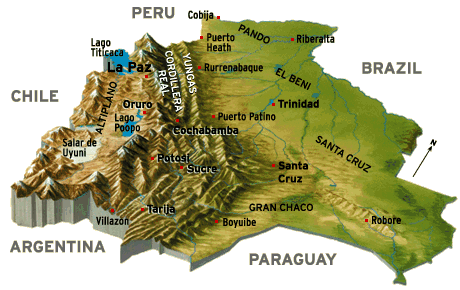 PERU
Cobija
Puerto
Heath
PANDO
Riberalta
Lago
Titicaca
La Paz
YUNGAS
CORDILLERA
REAL
Rurrenabaque
EL BENI
BRAZIL
CHILE
ALTIPLANO
Oruro
Trinidad
Lago
Poopo
Cochabamba
Puerto Patino
Salar de
Uyuni
Potosí
Sucre
Santa
Cruz
SANTA CRUZ
GRAN CHACO
Villazón
Tarija
Boyuibe
Robore
ARGENTINA
PARAGUAY